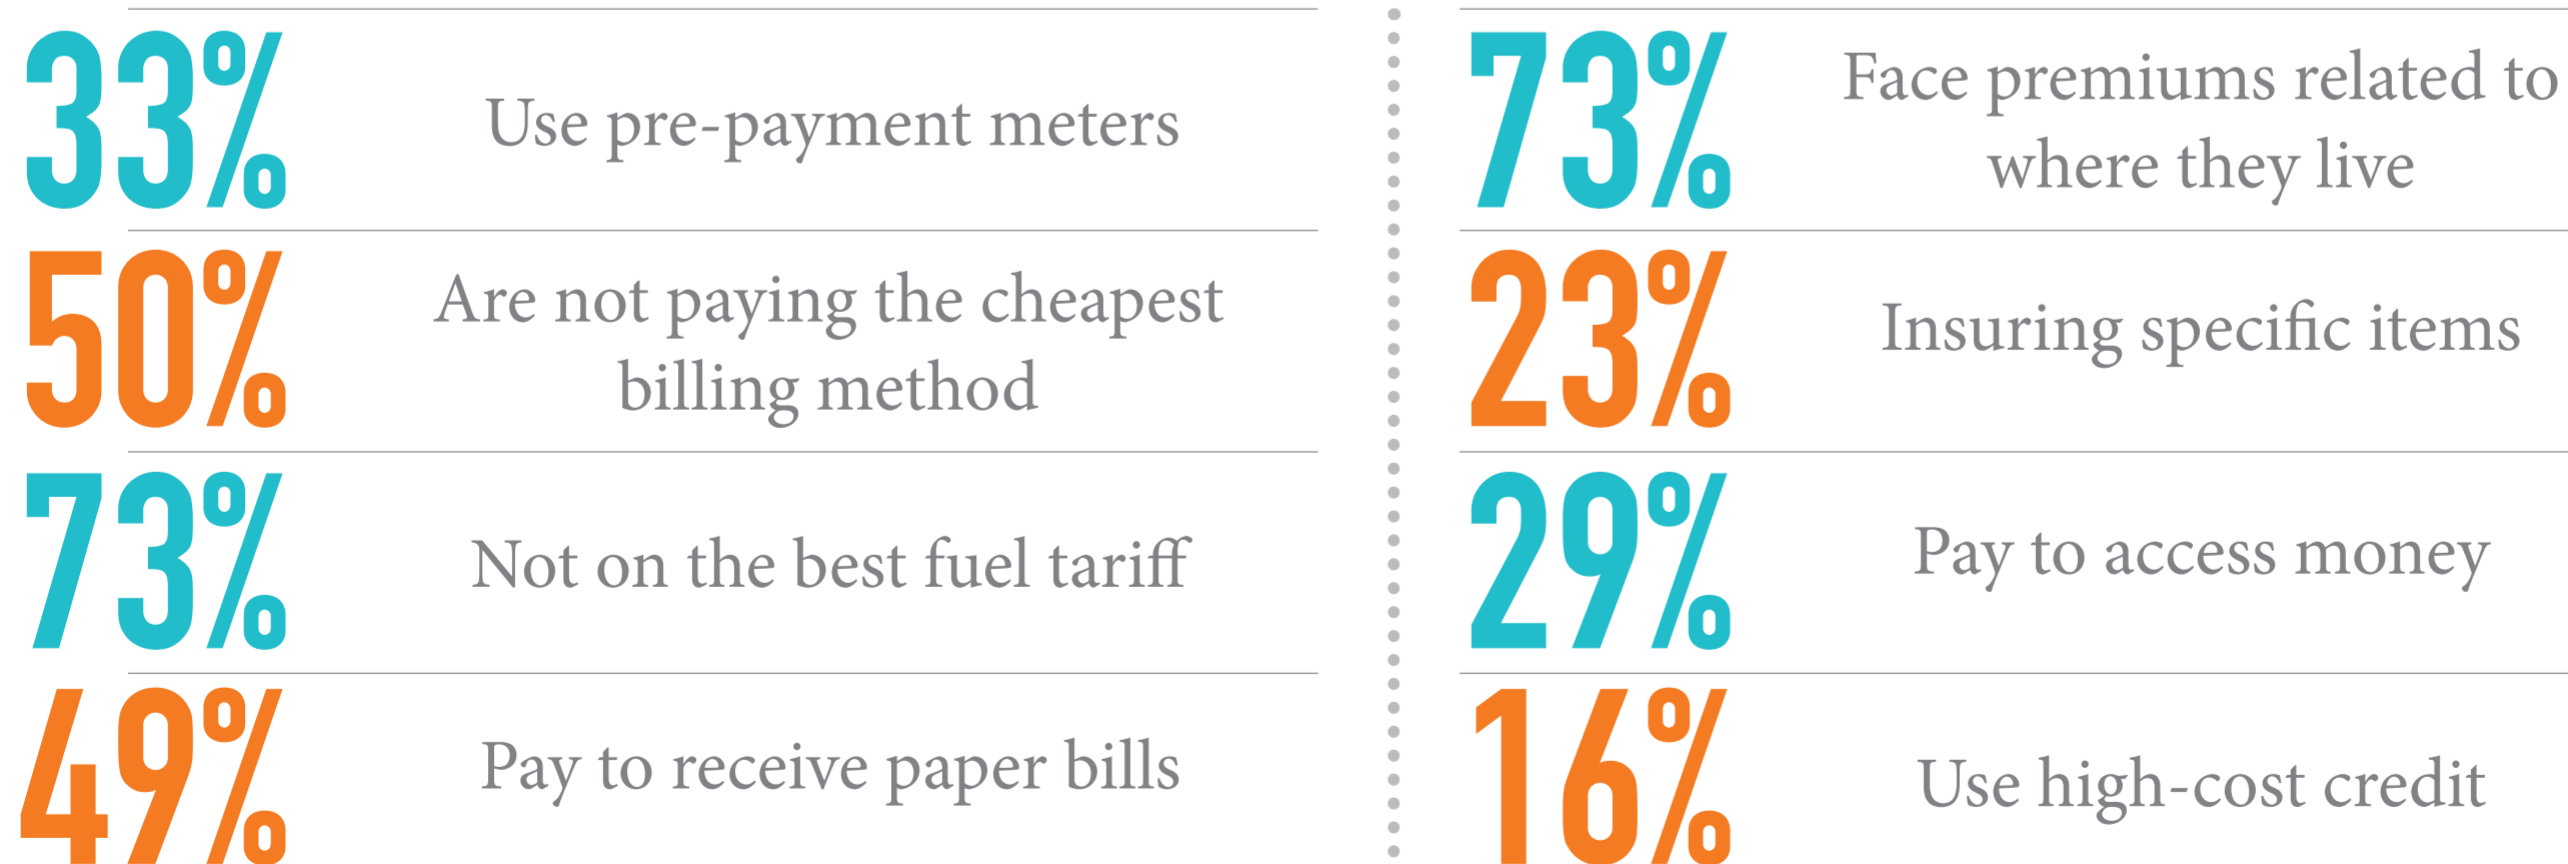 33%
Use pre-payment meters
50%
Are not paying the cheapest
billing method
73%
Not on the best fuel tariff
49%
Pay to receive paper bills
73%
Face premiums related to
where they live
23%
Insuring specific items
29%
Pay to access money
16%
Use high-cost credit